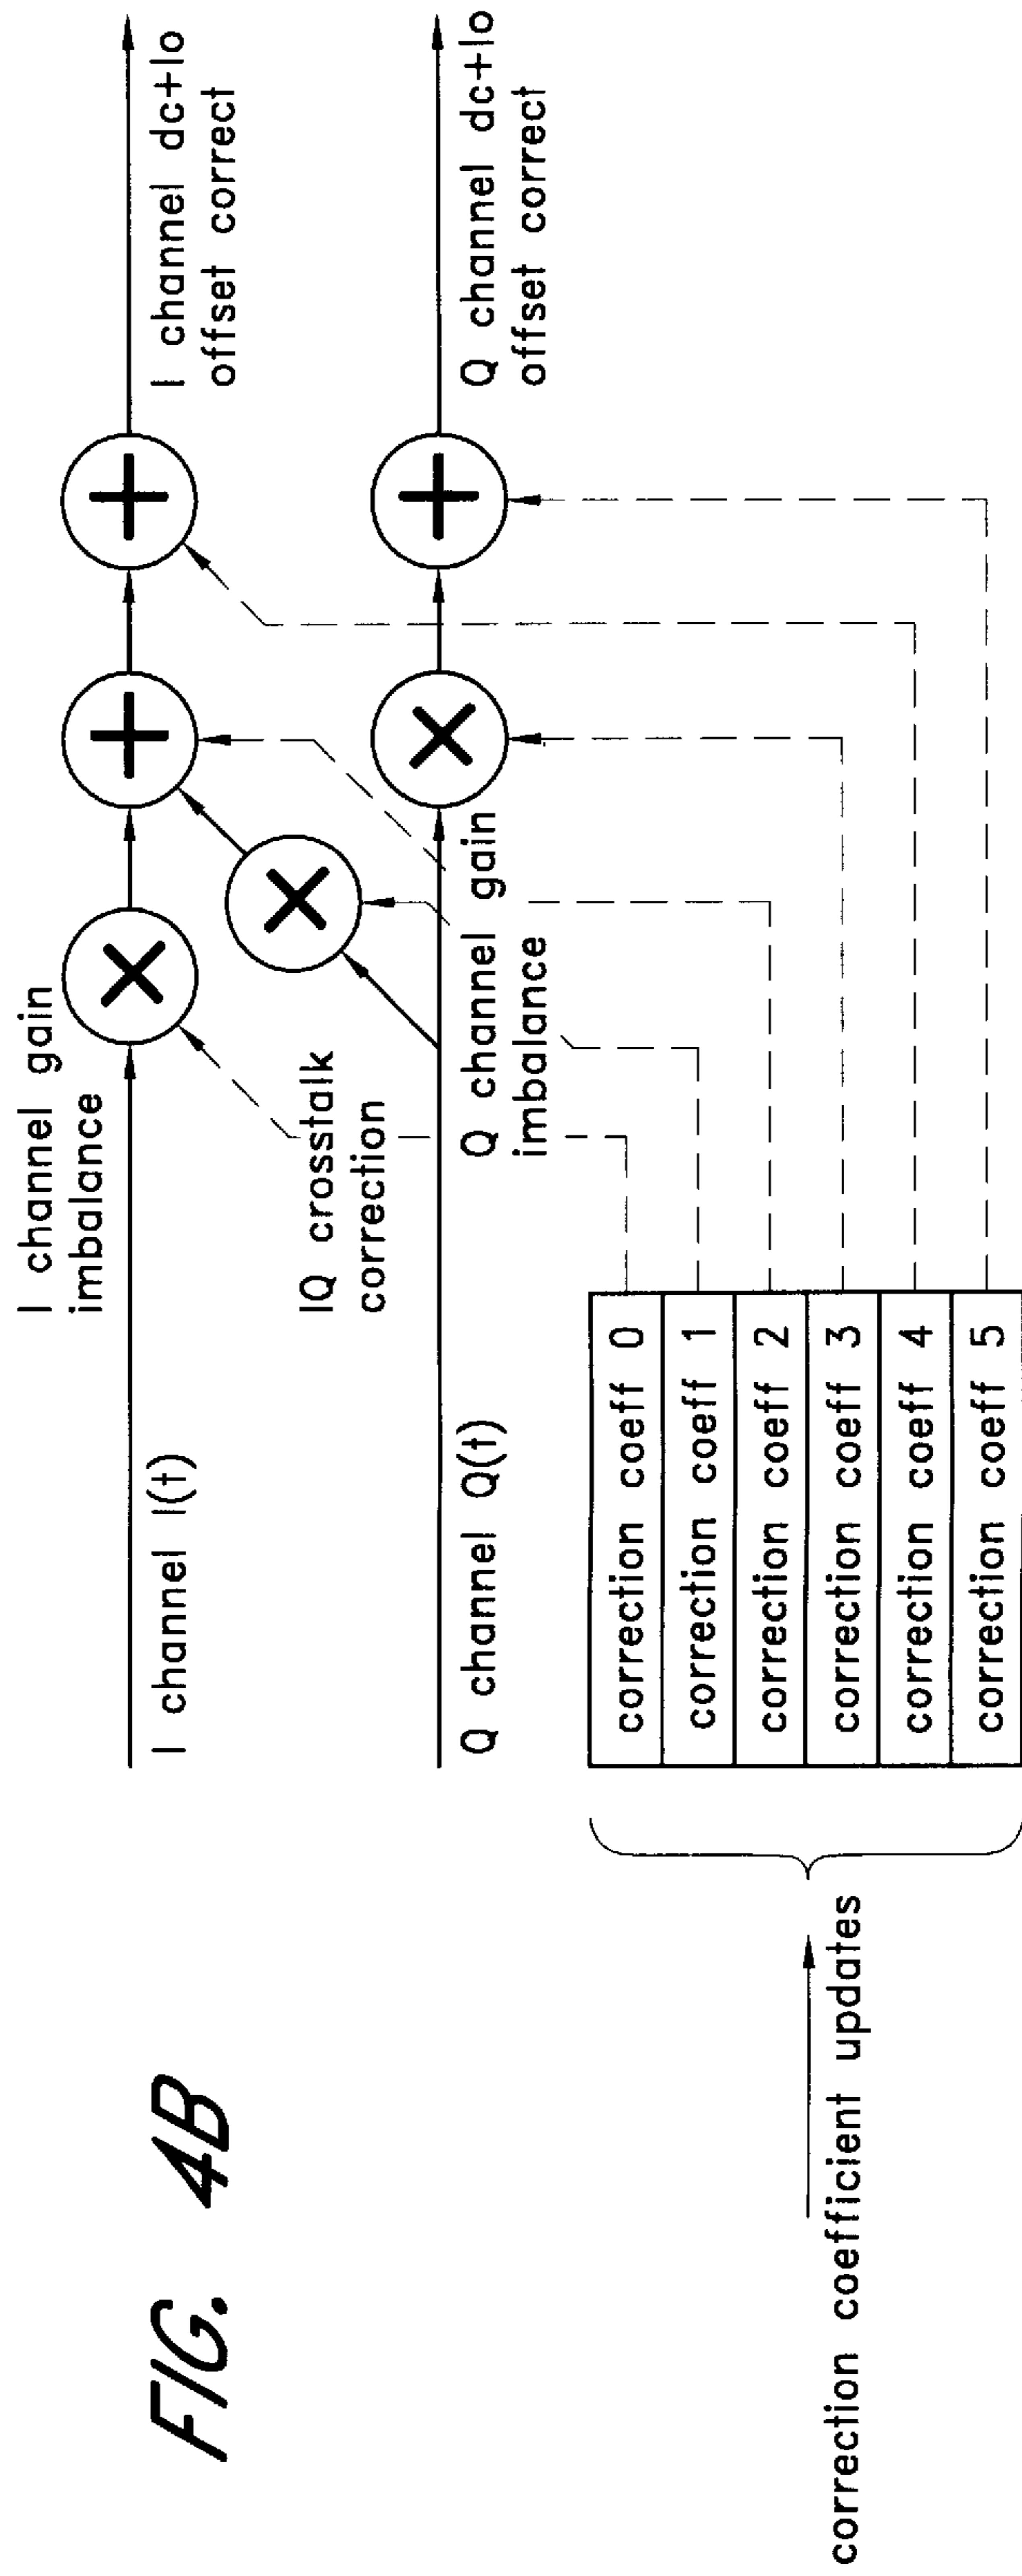 FIG. 4B
I channel I(t)
I channel gain
imbalance
I channel dc+lo
offset correct
IQ crosstalk
correction
Q channel Q(t)
Q channel gain
imbalance
Q channel dc+lo
offset correct
correction coeff 0
correction coeff 1
correction coeff 2
correction coeff 3
correction coeff 4
correction coeff 5
correction coefficient updates